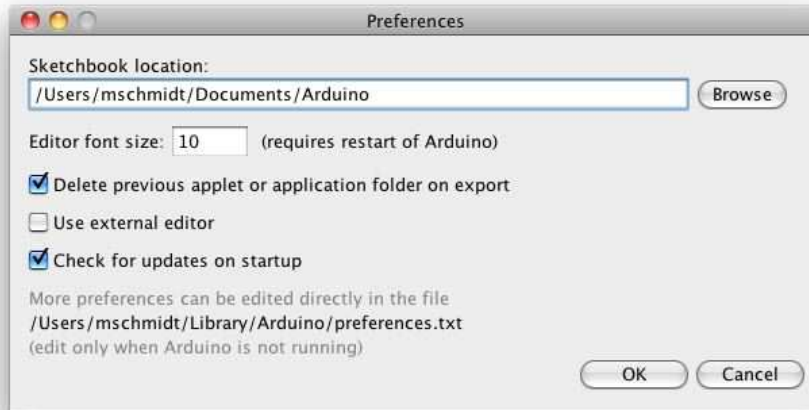 Preferences
Sketchbook location:
/Users/mschmidt/Documents/Arduino
Browse
Editor font size: 10 (requires restart of Arduino)
Delete previous applet or application folder on export
Use external editor
Check for updates on startup
More preferences can be edited directly in the file
/Users/mschmidt/Library/Arduino/preferences.txt
(edit only when Arduino is not running)
OK Cancel